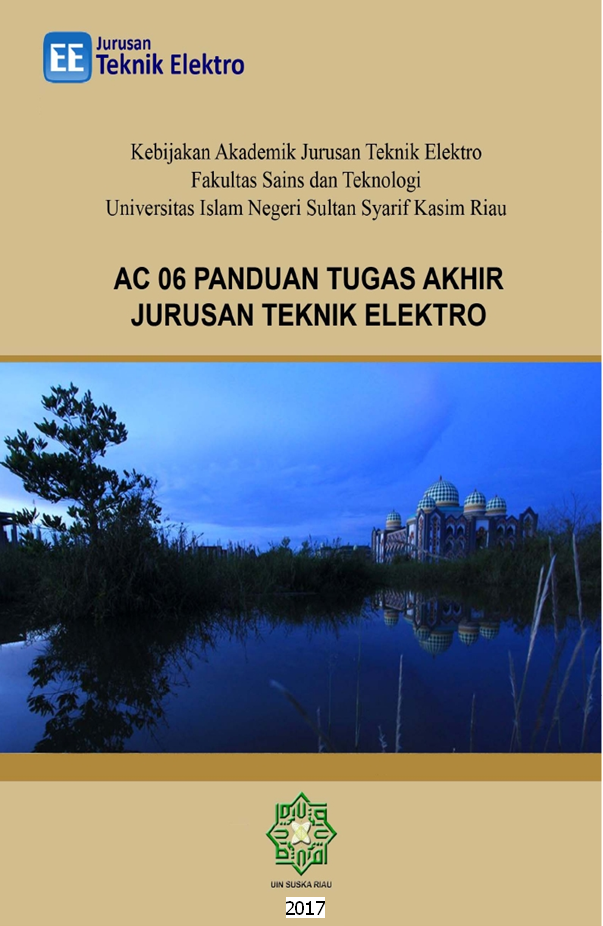 EE
Jurusan
Teknik Elektro
Kebijakan Akademik Jurusan Teknik Elektro
Fakultas Sains dan Teknologi
Universitas Islam Negeri Sultan Syarif Kasim Riau
AC 06 PANDUAN TUGAS AKHIR
JURUSAN TEKNIK ELEKTRO
UIN SUSKA RIAU
2017